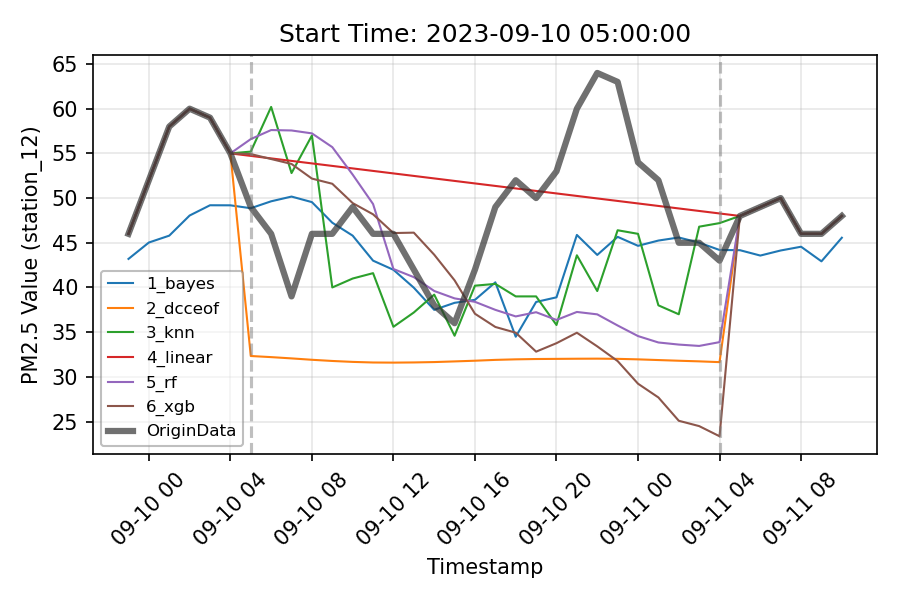 Start Time: 2023-09-10 05:00:00
PM2.5 Value (station_12)
65
60
55
50
45
40
35
30
25
1_bayes
2_dcceof
3_knn
4_linear
5_rf
6_xgb
OriginData
09-10 00
09-10 04
09-10 08
09-10 12
09-10 16
09-10 20
09-11 00
09-11 04
09-11 08
Timestamp